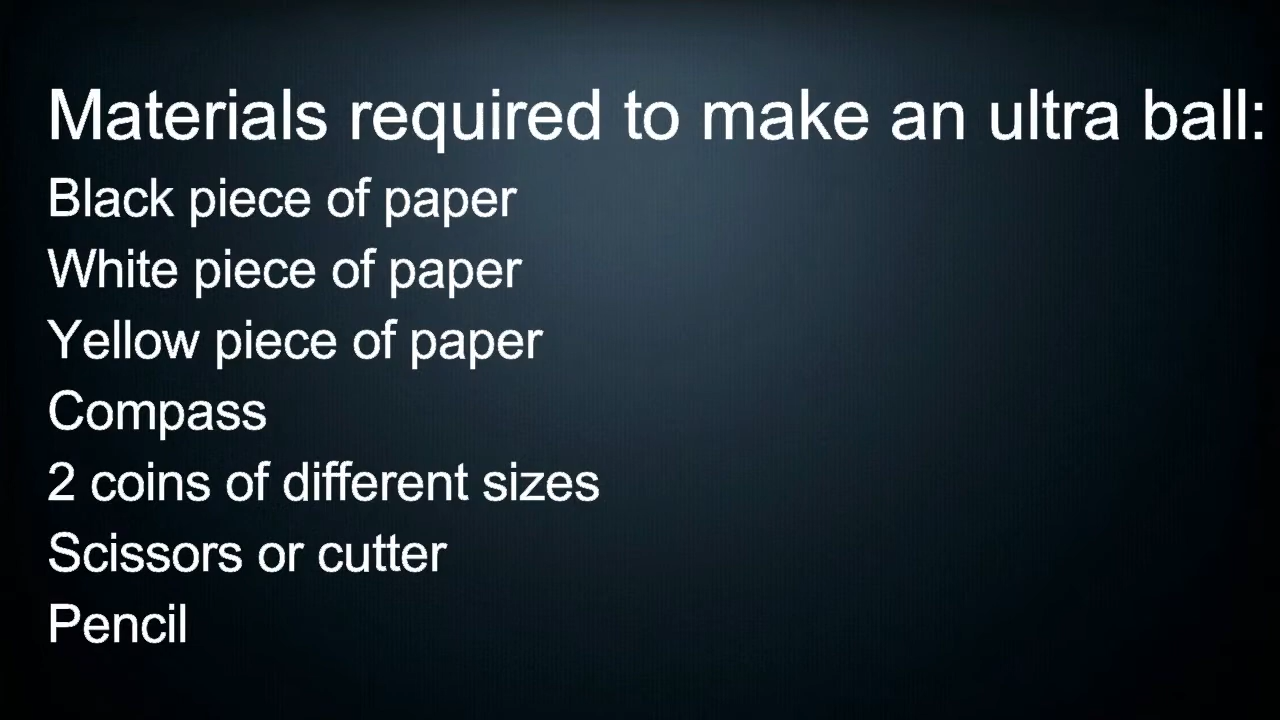 Materials required to make an ultra ball:
Black piece of paper
White piece of paper
Yellow piece of paper
Compass
2 coins of different sizes
Scissors or cutter
Pencil